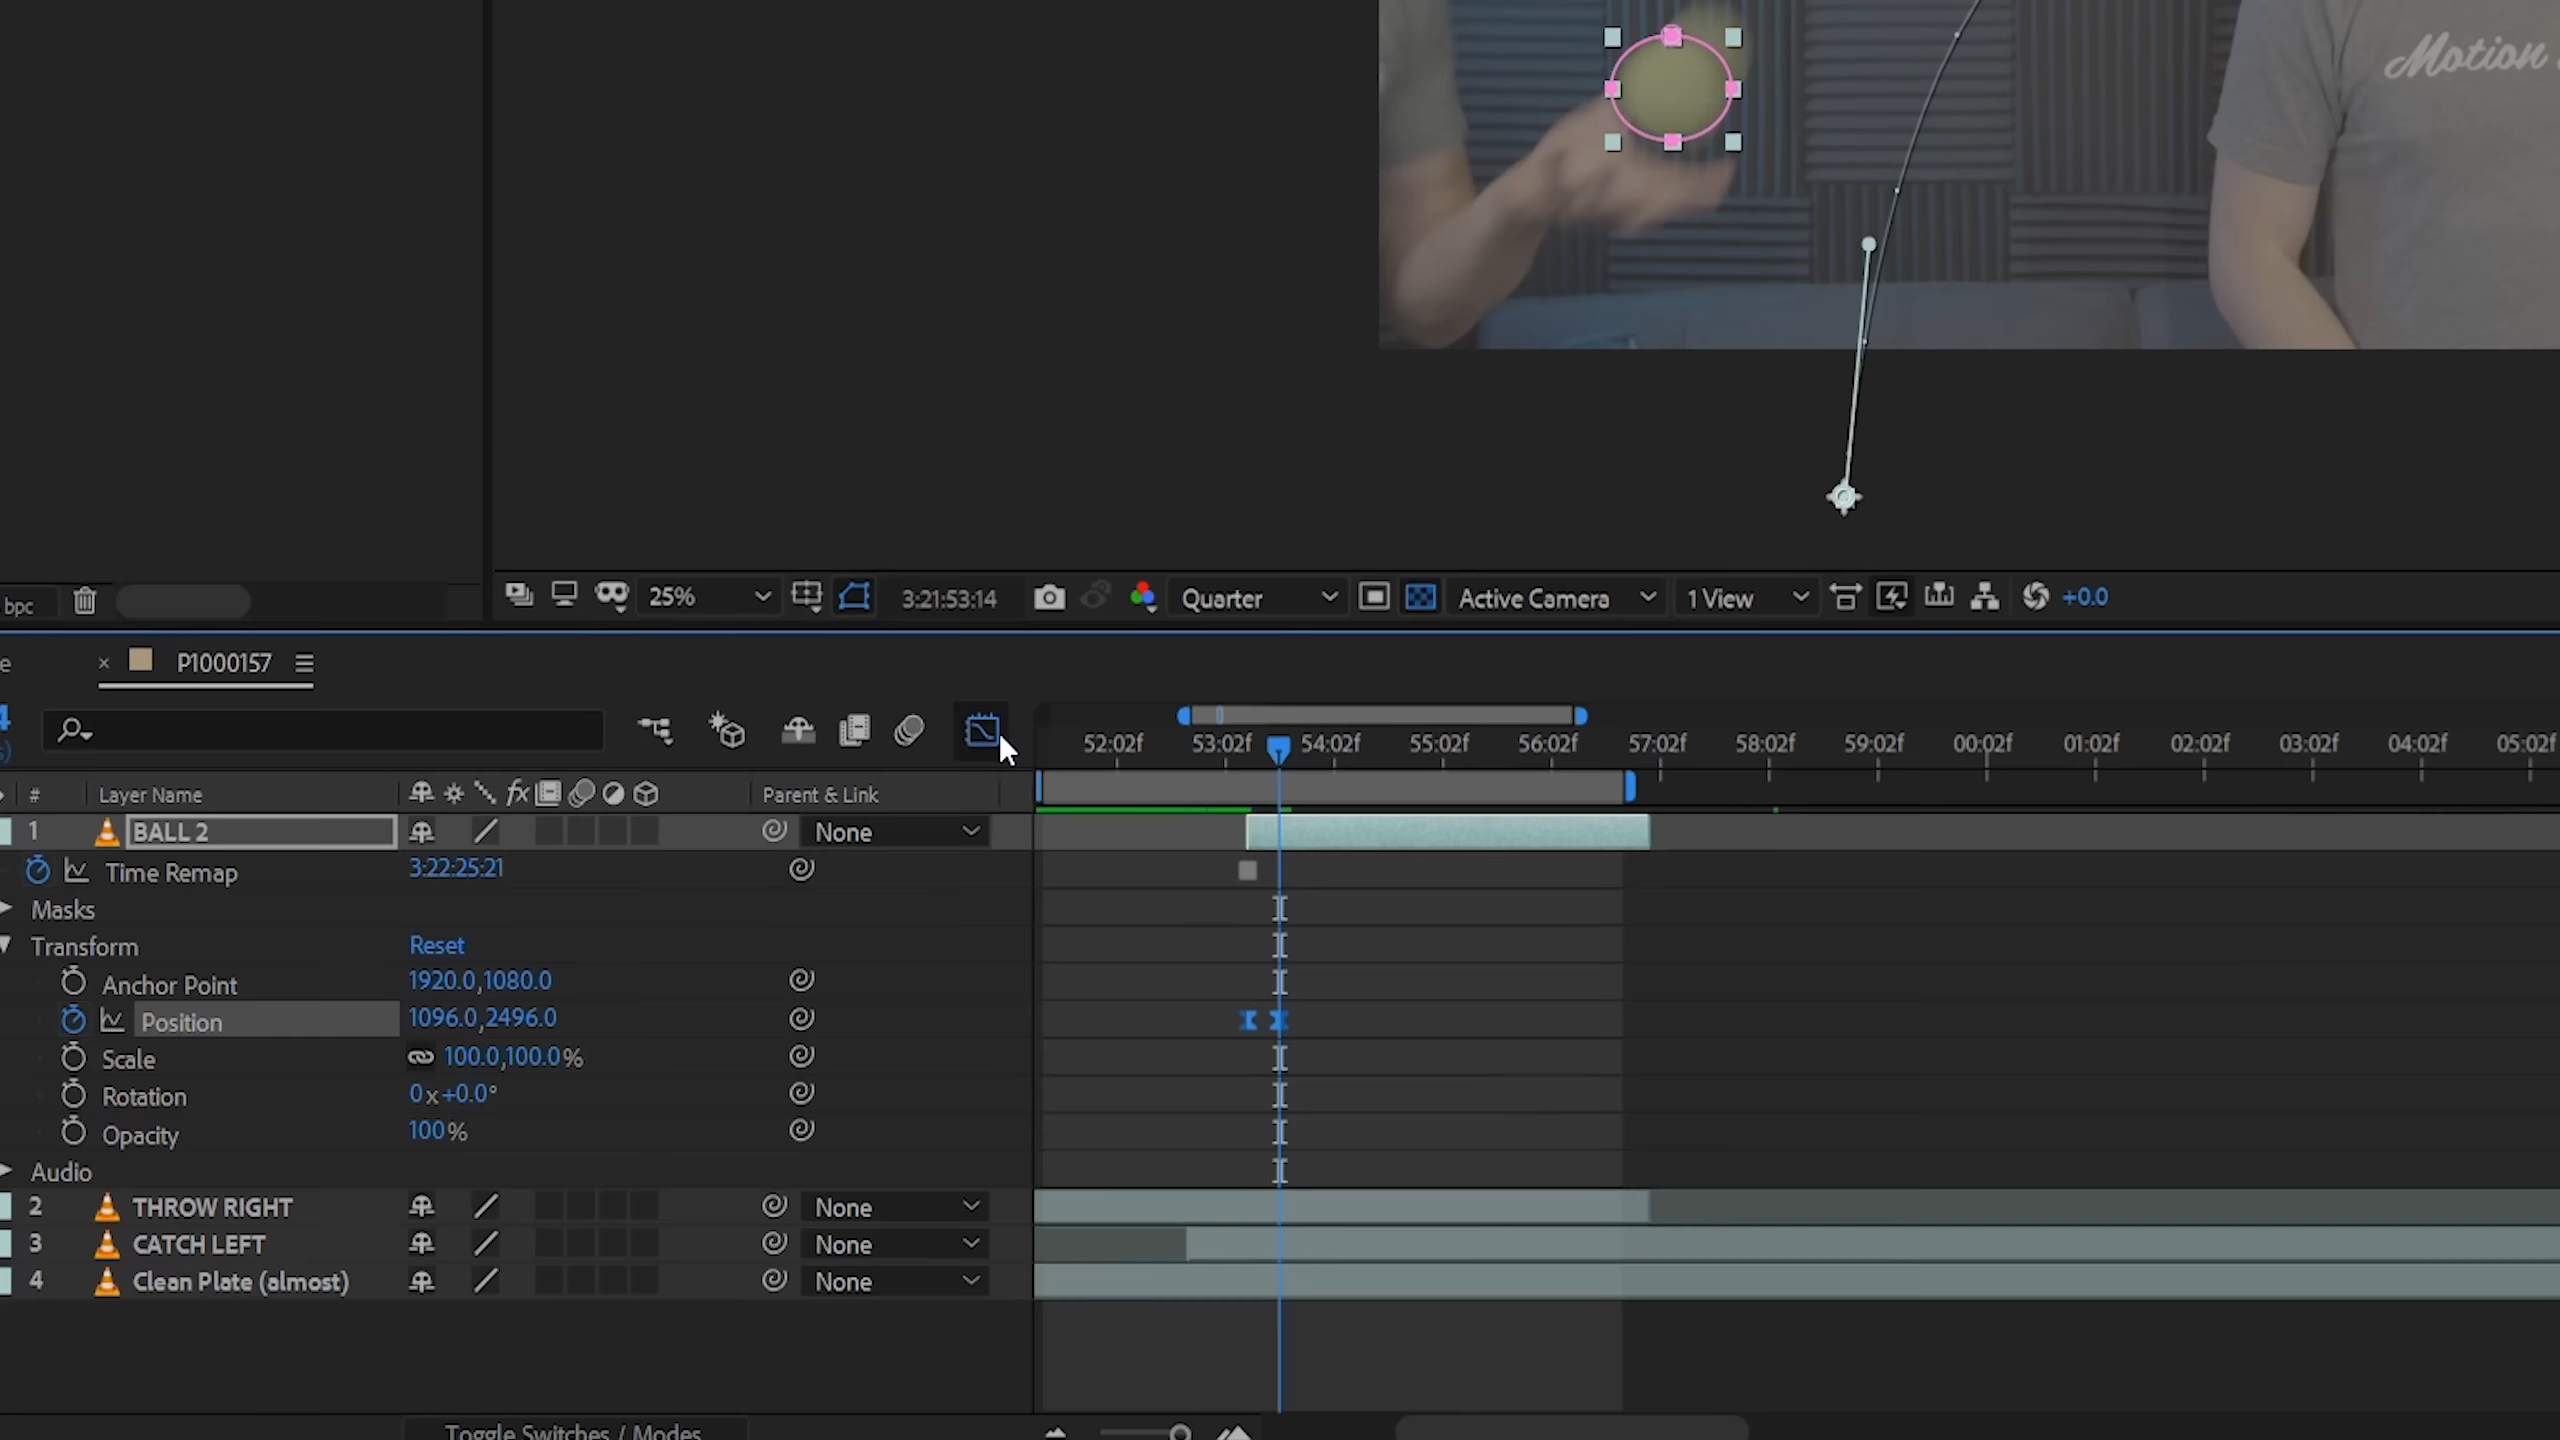 Motion
bpc
25%
3:21:53:14
Quarter
Active Camera
1 View
+0.0
e
× P1000157
4
52:02f 53:02f 54:02f 55:02f 56:02f 57:02f 58:02f 59:02f 00:02f 01:02f 02:02f 03:02f 04:02f 05:02f
# Layer Name fx Parent & Link
1 BALL 2 None
Time Remap 3:22:25:21
Masks
Transform Reset
Anchor Point 1920.0,1080.0
Position 1096.0,2496.0
Scale 100.0,100.0%
Rotation 0x+0.0°
Opacity 100%
Audio
2 THROW RIGHT None
3 CATCH LEFT None
4 Clean Plate (almost) None
Toggle Switches / Modes